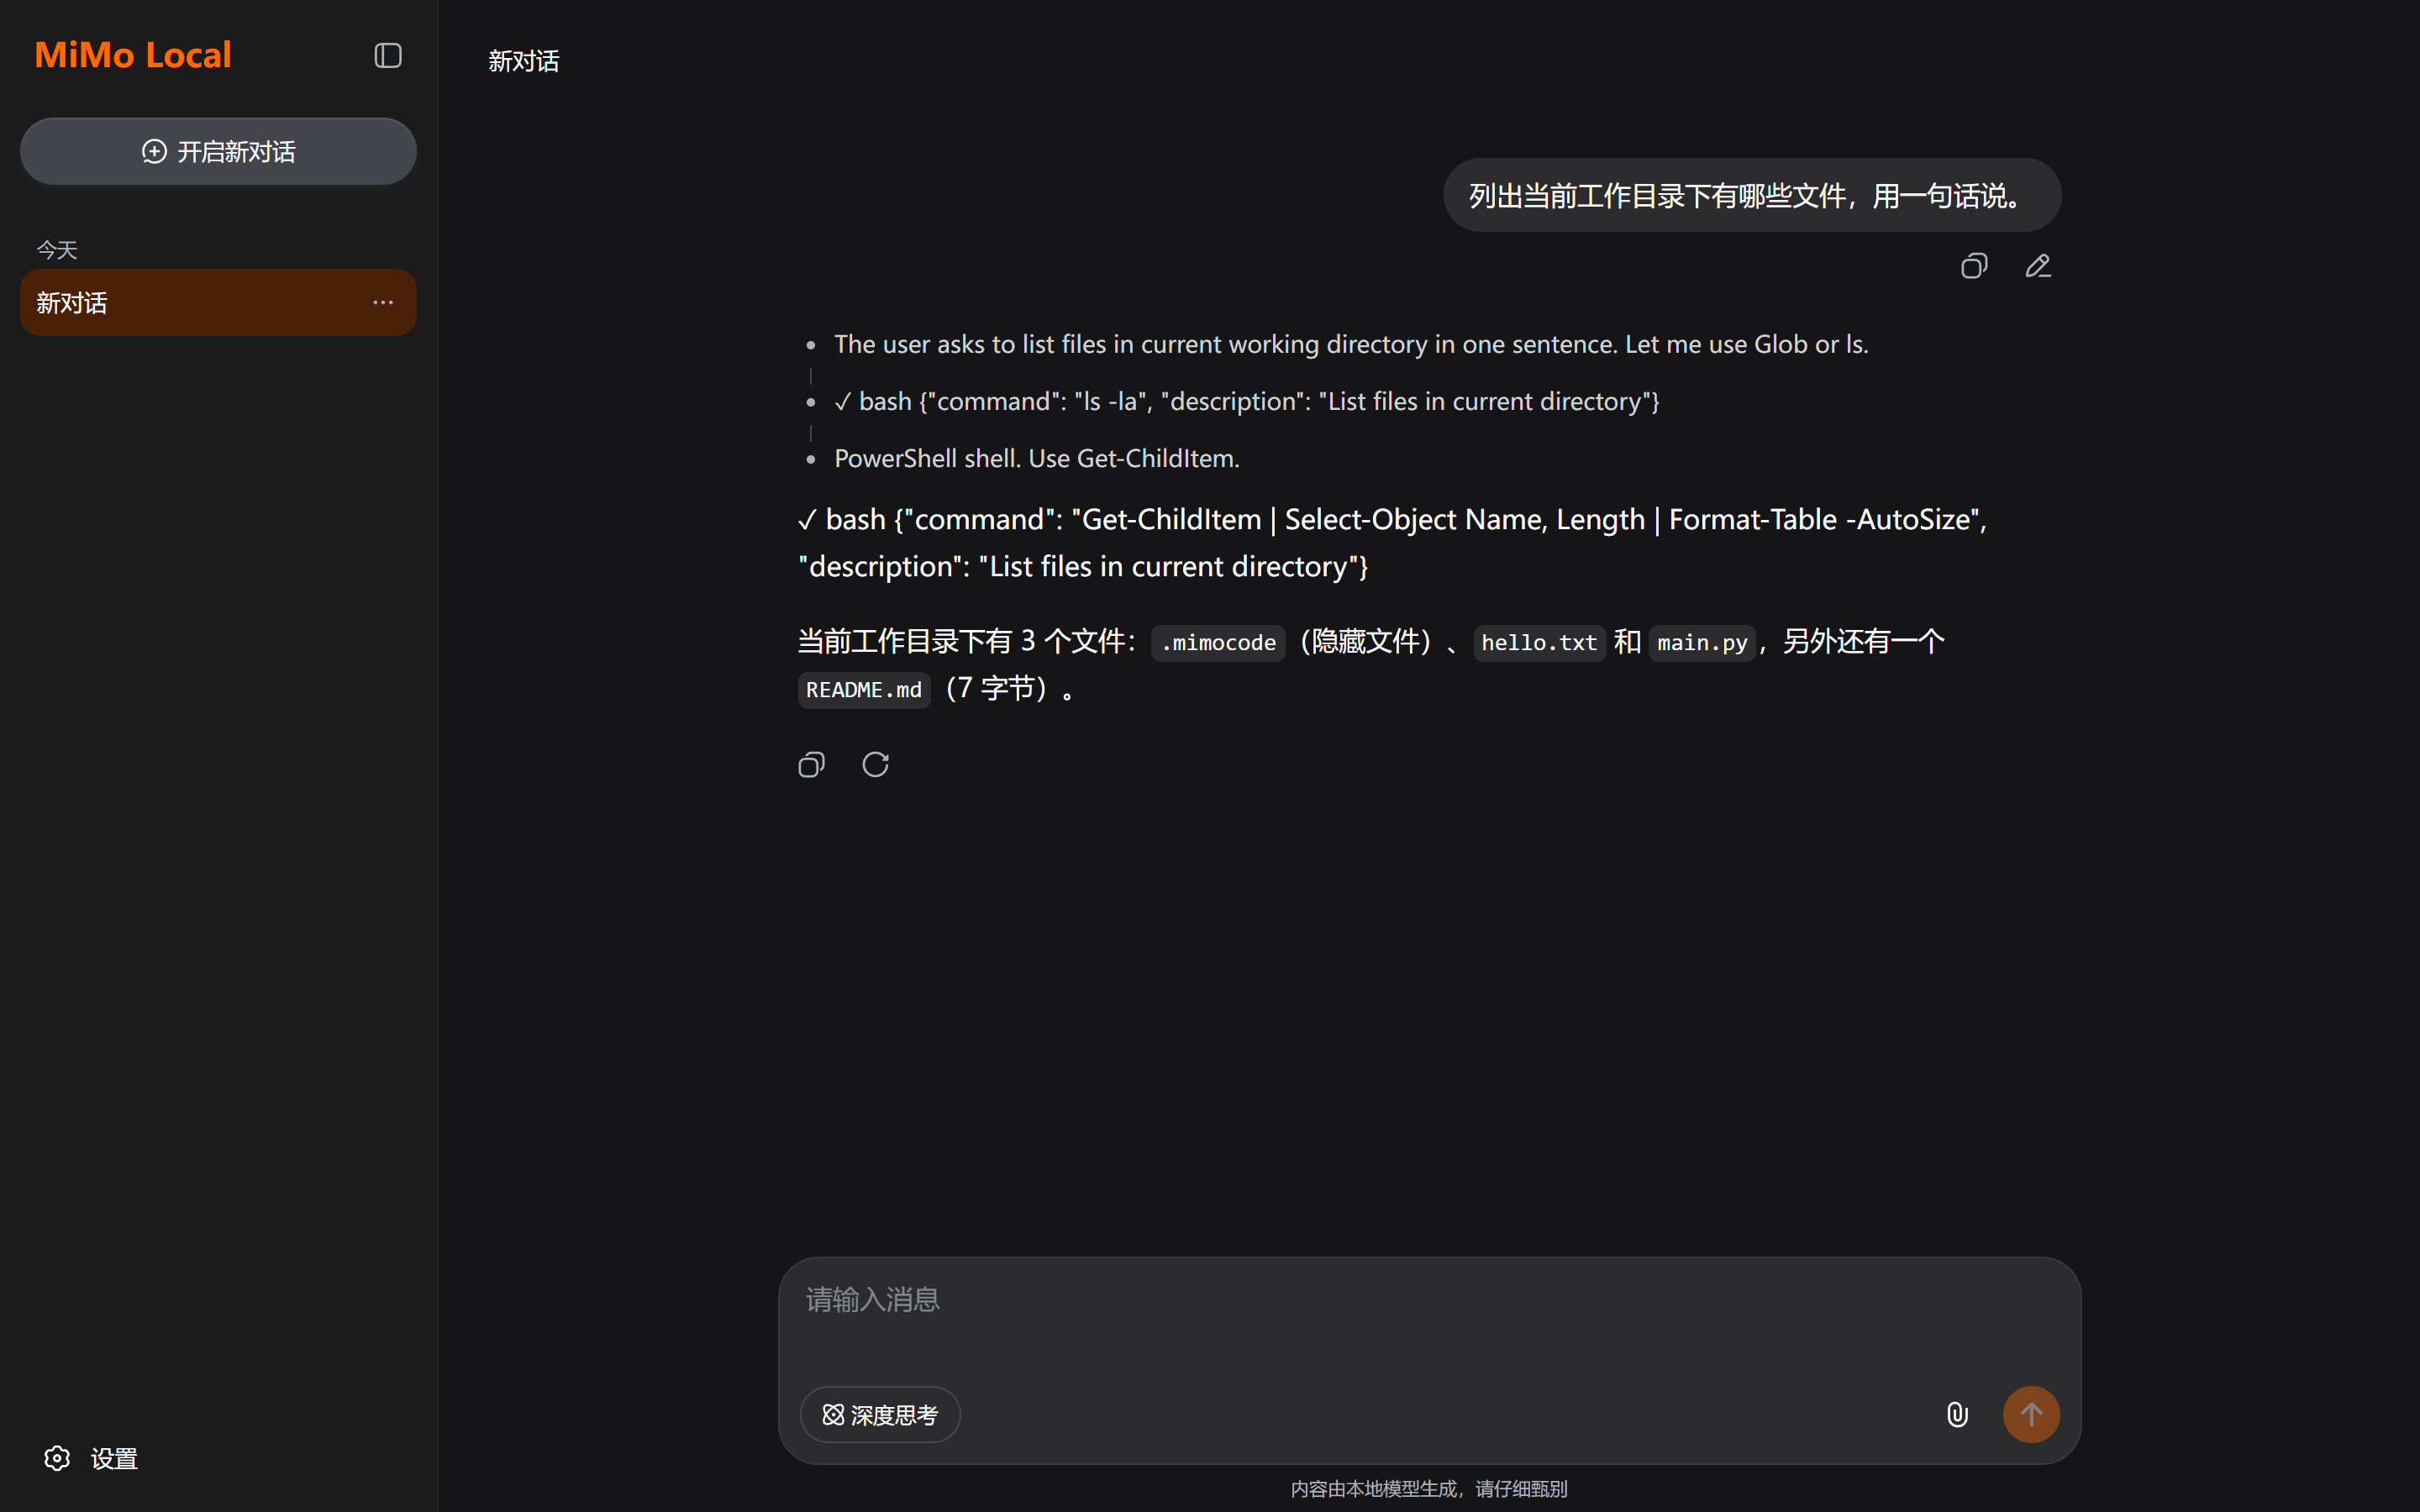 MiMo Local
开启新对话
今天
新对话
设置
新对话
列出当前工作目录下有哪些文件，用一句话说。
The user asks to list files in current working directory in one sentence. Let me use Glob or ls.
✓ bash {"command": "ls -la", "description": "List files in current directory"}
PowerShell shell. Use Get-ChildItem.
✓ bash {"command": "Get-ChildItem | Select-Object Name, Length | Format-Table -AutoSize",
"description": "List files in current directory"}
当前工作目录下有 3 个文件： .mimocode （隐藏文件）、 hello.txt 和 main.py ，另外还有一个
README.md （7 字节）。
请输入消息
深度思考
内容由本地模型生成，请仔细甄别